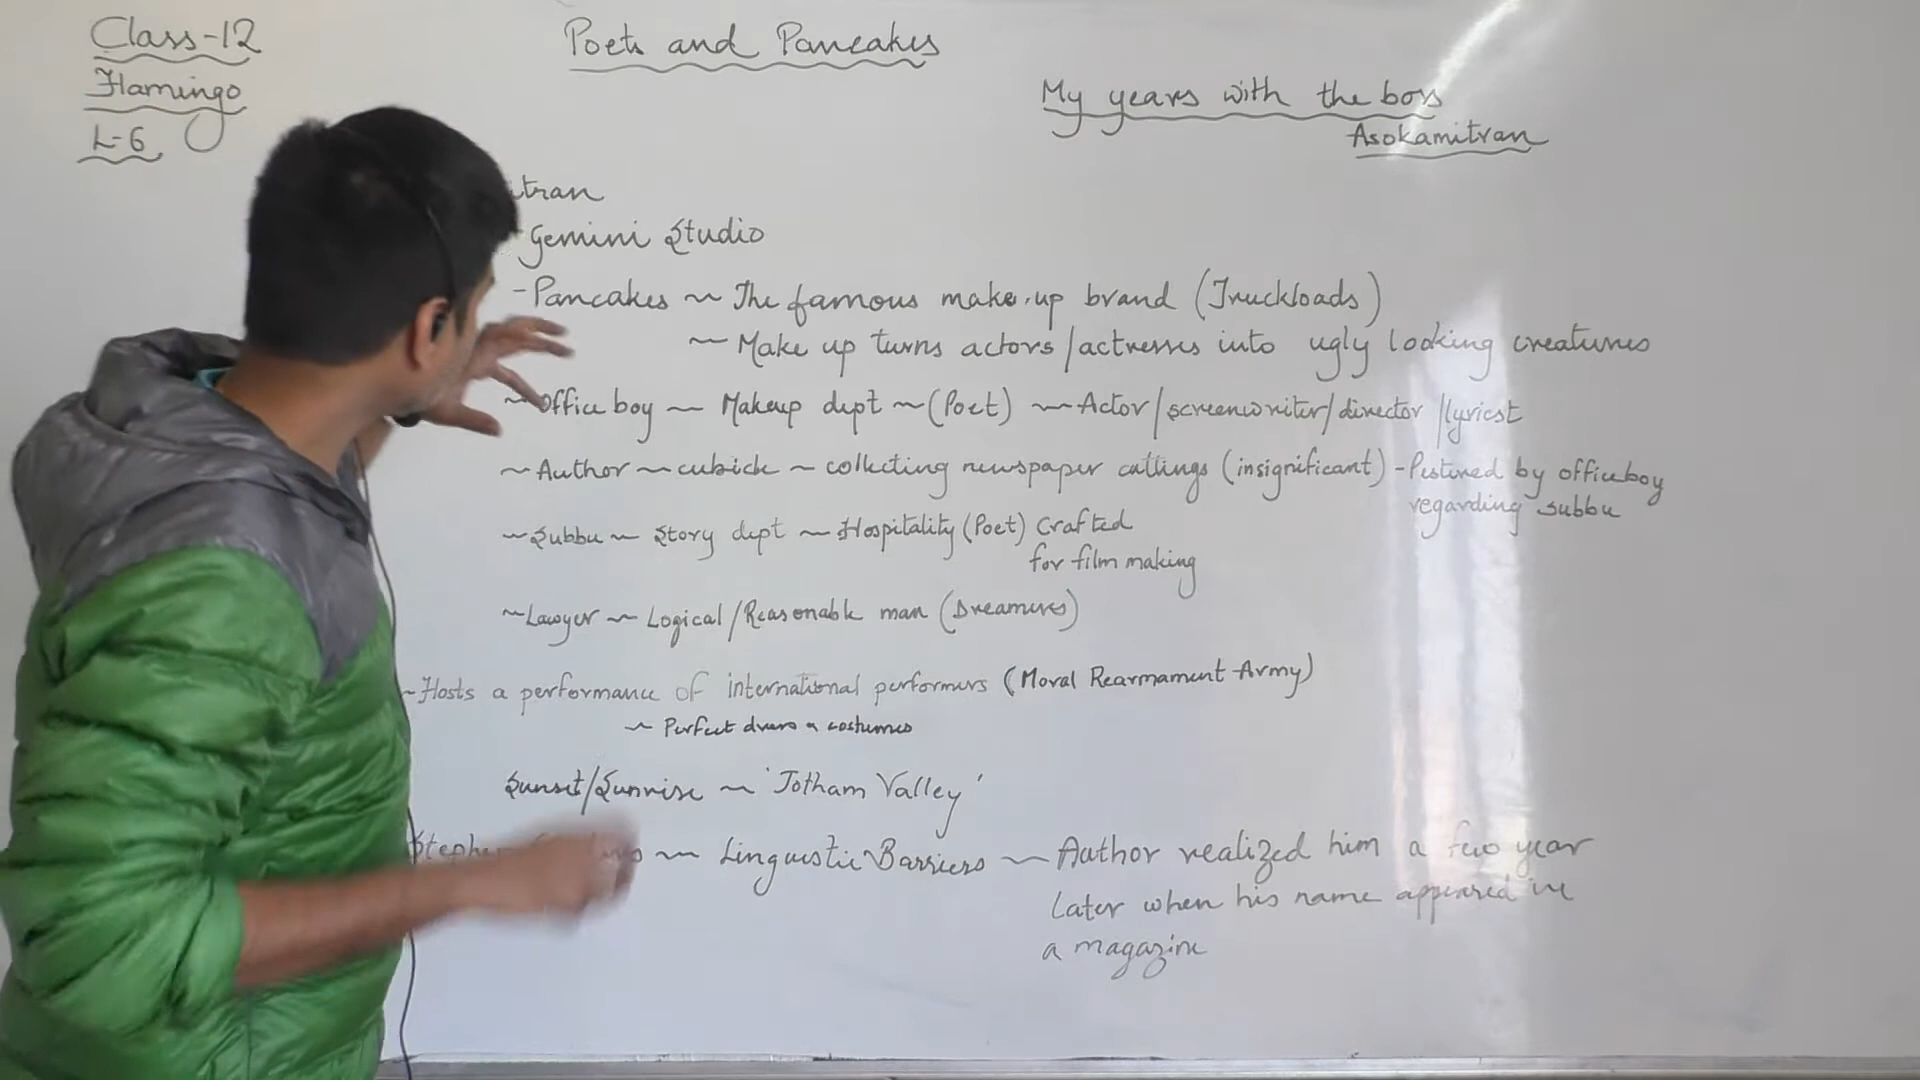 Class-12
Flamingo
L-6
Poets and Pancakes
My years with the boss
Asokamitran
itran
Gemini Studio
-Pancakes ~ The famous make-up brand (Truckloads)
~ Make up turns actors/actresses into ugly looking creatures
~Office boy ~ Makeup dept ~(Poet) ~Actor/screenwriter/director/lyricst
~Author ~cubicle ~ collecting newspaper cuttings (insignificant) -Pestered by officeboy
regarding Subbu
~Subbu ~ Story dept ~Hospitality (Poet) Crafted
for film making
~Lawyer ~ Logical/Reasonable man (Dreamers)
~Hosts a performance of international performers (Moral Rearmament Army)
~ Perfect costumes
Sunset/Sunrise ~ 'Jotham Valley'
Steph ~ Linguistic Barriers ~ Author realized him a few year
Later when his name appeared in
a magazine